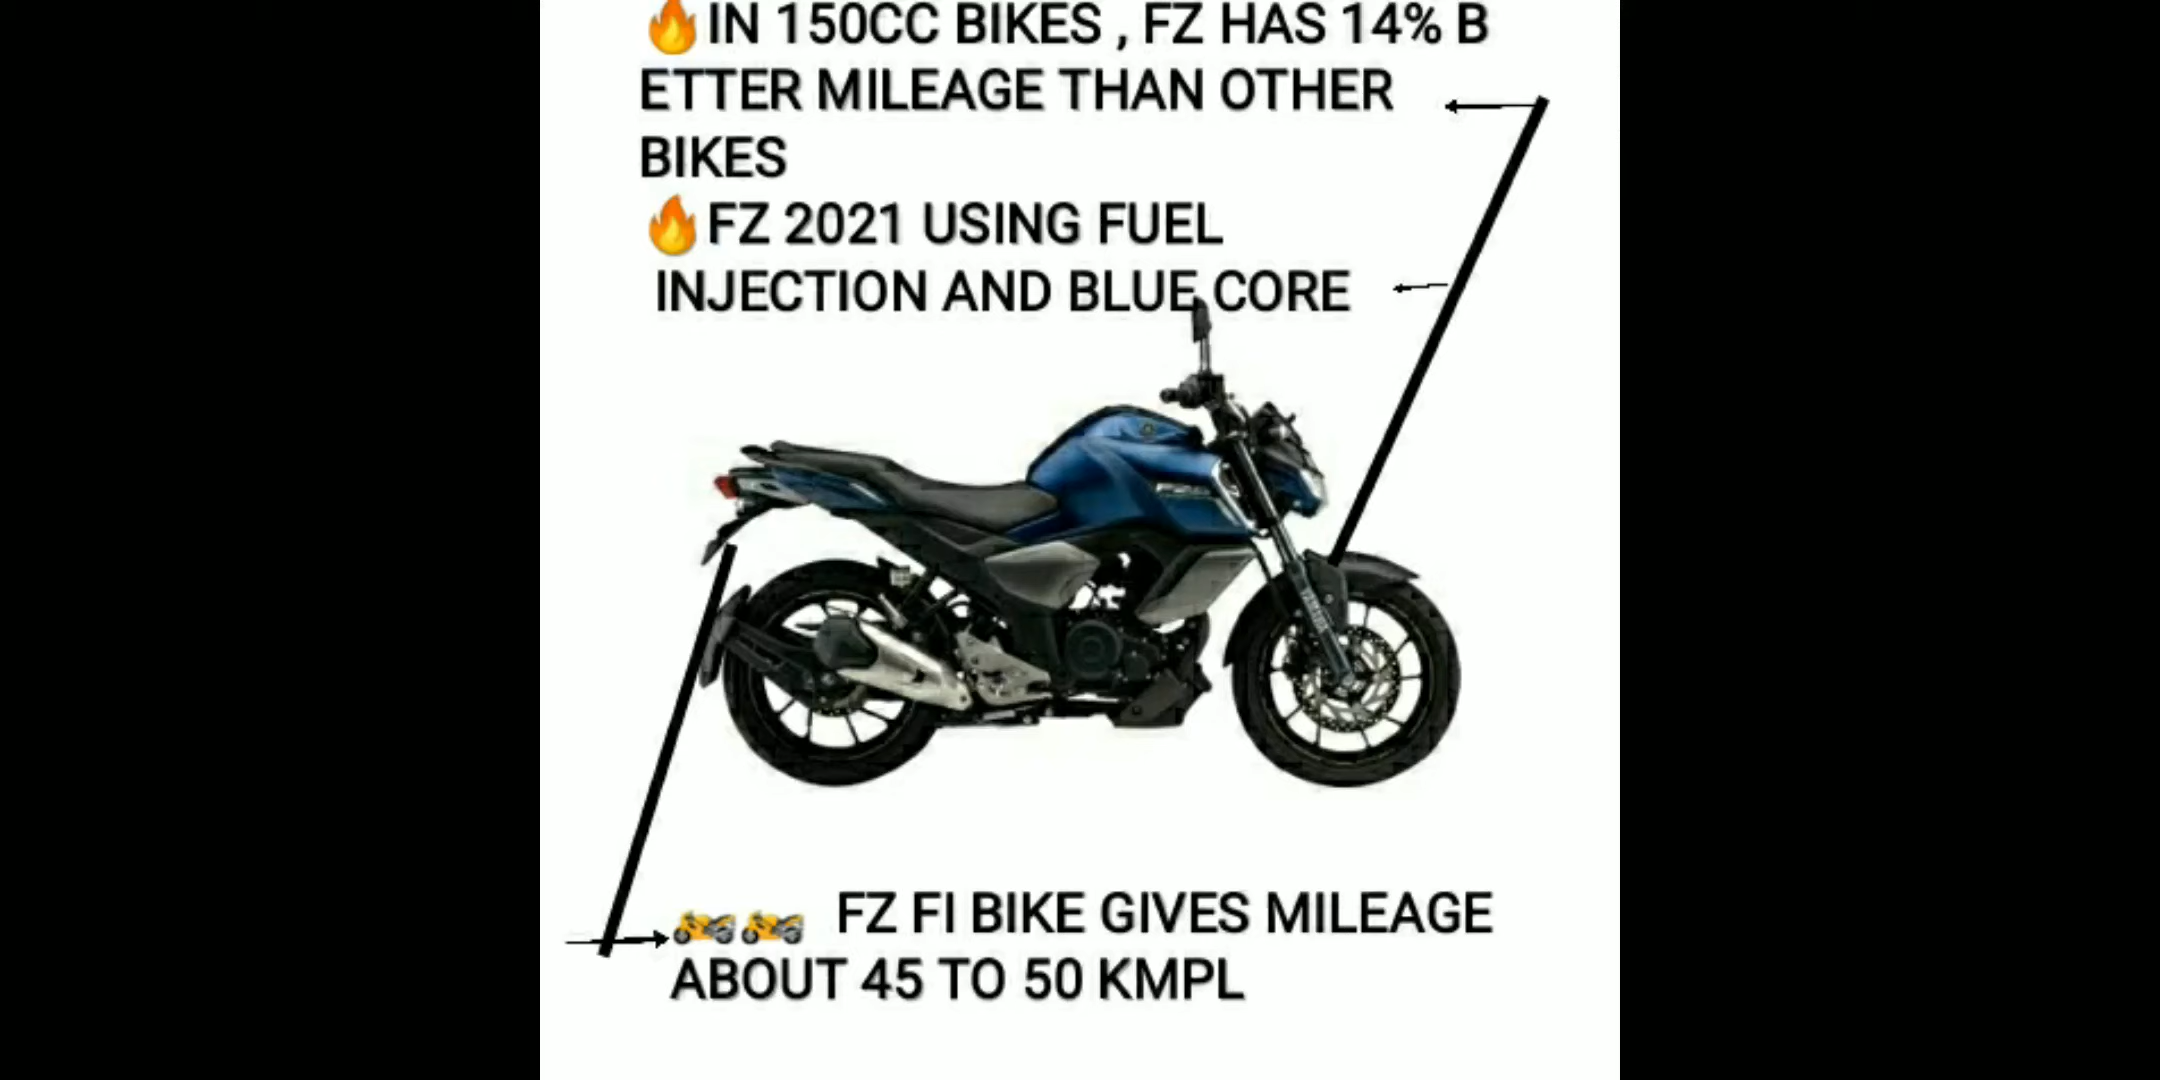 🔥IN 150CC BIKES , FZ HAS 14% B
ETTER MILEAGE THAN OTHER
BIKES
🔥FZ 2021 USING FUEL
INJECTION AND BLUE CORE
🏍️🏍️ FZ FI BIKE GIVES MILEAGE
ABOUT 45 TO 50 KMPL